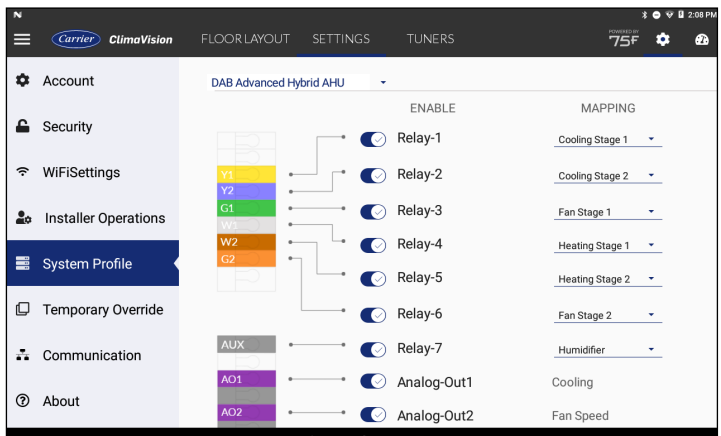 N 2:08 PM
Carrier ClimaVision FLOOR LAYOUT SETTINGS TUNERS POWERED BY 75F
Account
Security
WiFiSettings
Installer Operations
System Profile
Temporary Override
Communication
About
DAB Advanced Hybrid AHU
ENABLE MAPPING
Y1
Y2
G1
W1
W2
G2
AUX
AO1
AO2
Relay-1 Cooling Stage 1
Relay-2 Cooling Stage 2
Relay-3 Fan Stage 1
Relay-4 Heating Stage 1
Relay-5 Heating Stage 2
Relay-6 Fan Stage 2
Relay-7 Humidifier
Analog-Out1 Cooling
Analog-Out2 Fan Speed